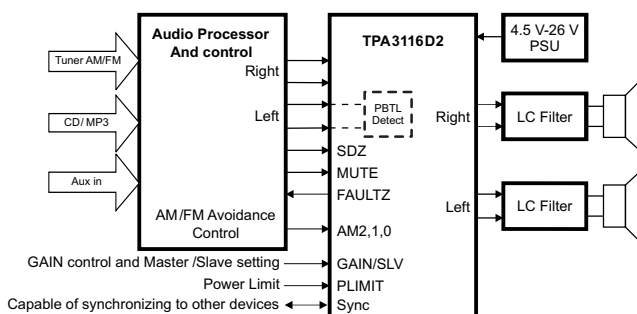 Audio Processor
And control
TPA3116D2
4.5 V-26 V
PSU
Tuner AM/FM
Right
CD/ MP3
Left
Aux in
PBTL
Detect
Right
LC Filter
SDZ
MUTE
FAULTZ
AM/FM Avoidance
Control
AM2,1,0
Left
LC Filter
GAIN control and Master /Slave setting
GAIN/SLV
Power Limit
PLIMIT
Capable of synchronizing to other devices
Sync